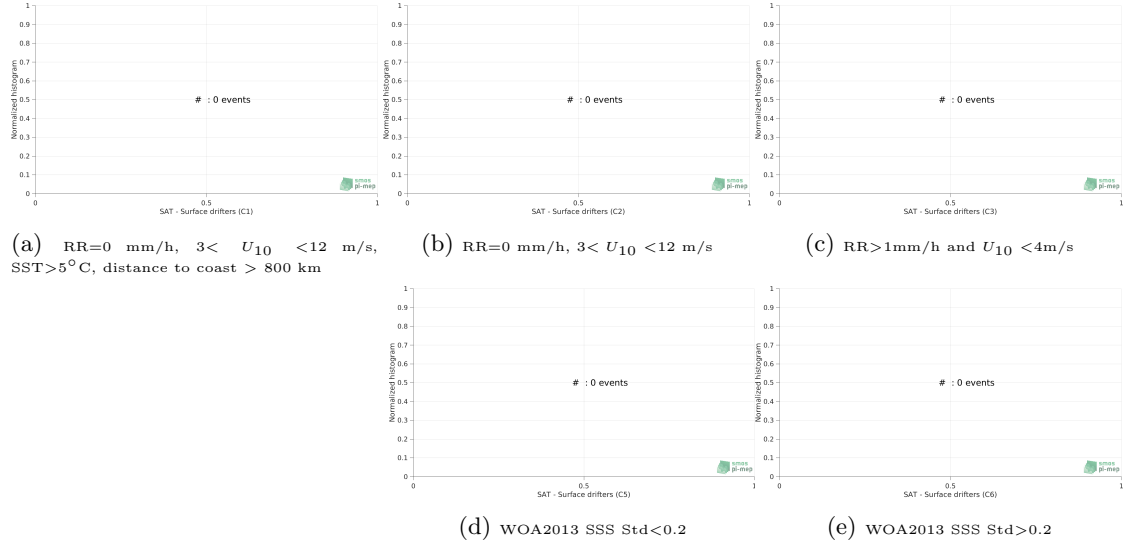 1
0.9
0.8
0.7
0.6
0.5
0.4
0.3
0.2
0.1
0
Normalized histogram
# : 0 events
smos
pi-mep
0 0.5 1
SAT - Surface drifters (C1)
1
0.9
0.8
0.7
0.6
0.5
0.4
0.3
0.2
0.1
0
Normalized histogram
# : 0 events
smos
pi-mep
0 0.5 1
SAT - Surface drifters (C2)
1
0.9
0.8
0.7
0.6
0.5
0.4
0.3
0.2
0.1
0
Normalized histogram
# : 0 events
smos
pi-mep
0 0.5 1
SAT - Surface drifters (C3)
(a) RR=0 mm/h, 3< U10 <12 m/s,
SST>5°C, distance to coast > 800 km
(b) RR=0 mm/h, 3< U10 <12 m/s
(c) RR>1mm/h and U10 <4m/s
1
0.9
0.8
0.7
0.6
0.5
0.4
0.3
0.2
0.1
0
Normalized histogram
# : 0 events
smos
pi-mep
0 0.5 1
SAT - Surface drifters (C5)
1
0.9
0.8
0.7
0.6
0.5
0.4
0.3
0.2
0.1
0
Normalized histogram
# : 0 events
smos
pi-mep
0 0.5 1
SAT - Surface drifters (C6)
(d) WOA2013 SSS Std<0.2
(e) WOA2013 SSS Std>0.2